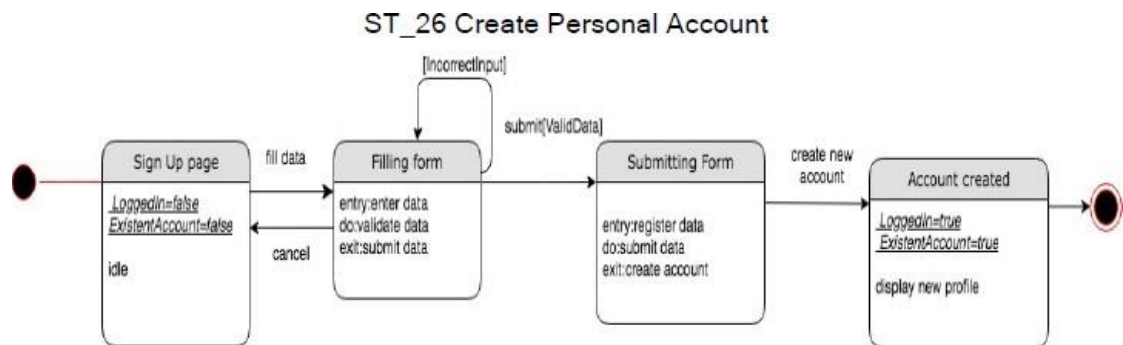 ST_26 Create Personal Account
[IncorrectInput]
submit[ValidData]
Sign Up page
LoggedIn=false
ExistentAccount=false
idle
fill data
cancel
Filling form
entry:enter data
do:validate data
exit:submit data
Submitting Form
entry:register data
do:submit data
exit:create account
create new
account
Account created
LoggedIn=true
ExistentAccount=true
display new profile